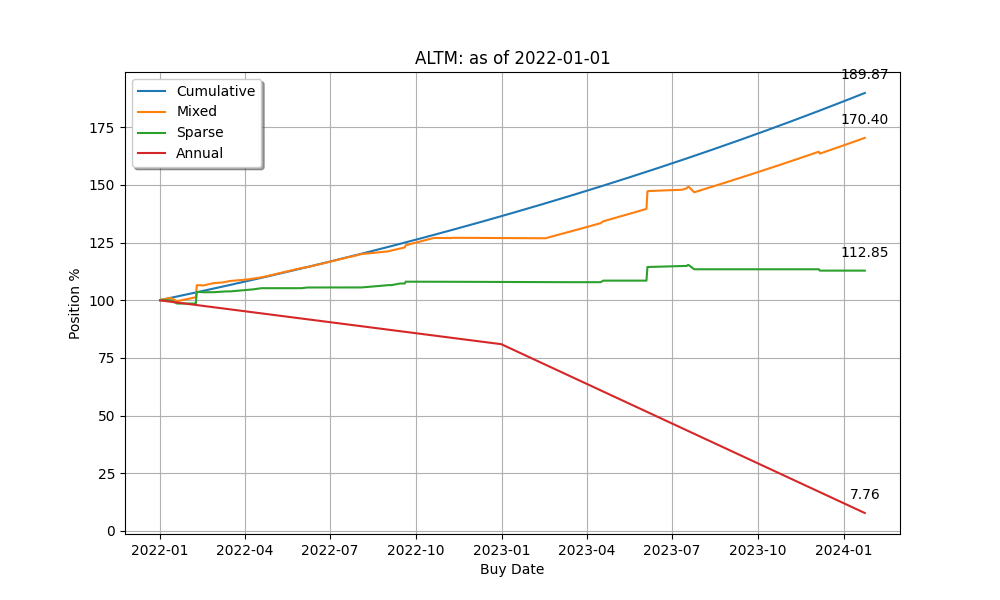 ALTM: as of 2022-01-01
Cumulative
Mixed
Sparse
Annual
189.87
170.40
112.85
7.76
175
150
125
100
75
50
25
0
Position %
2022-01 2022-04 2022-07 2022-10 2023-01 2023-04 2023-07 2023-10 2024-01
Buy Date